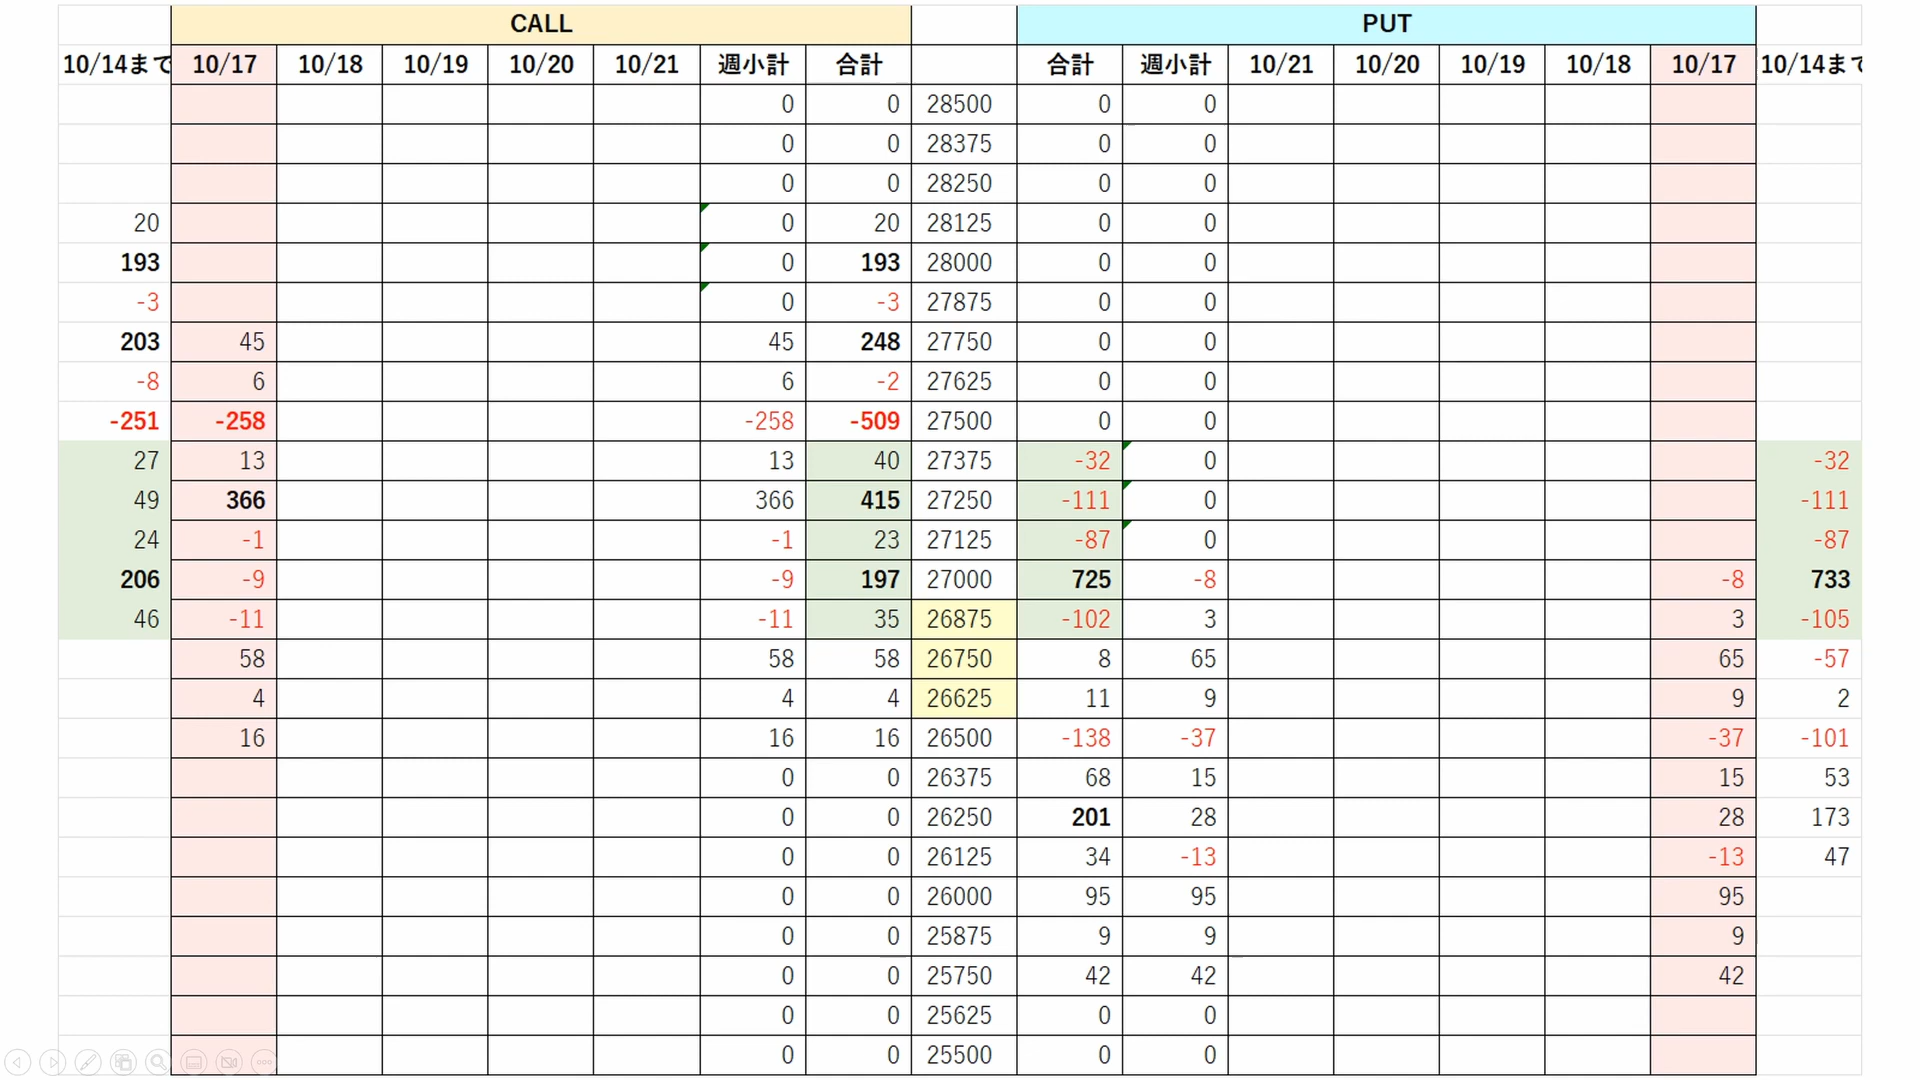 CALL PUT
10/14まで 10/17 10/18 10/19 10/20 10/21 週小計 合計 合計 週小計 10/21 10/20 10/19 10/18 10/17 10/14まで
0 0 28500 0 0
0 0 28375 0 0
0 0 28250 0 0
20 0 20 28125 0 0
193 0 193 28000 0 0
-3 0 -3 27875 0 0
203 45 45 248 27750 0 0
-8 6 6 -2 27625 0 0
-251 -258 -258 -509 27500 0 0
27 13 13 40 27375 -32 0 -32
49 366 366 415 27250 -111 0 -111
24 -1 -1 23 27125 -87 0 -87
206 -9 -9 197 27000 725 -8 -8 733
46 -11 -11 35 26875 -102 3 3 -105
58 58 58 26750 8 65 65 -57
4 4 4 26625 11 9 9 2
16 16 16 26500 -138 -37 -37 -101
0 0 26375 68 15 15 53
0 0 26250 201 28 28 173
0 0 26125 34 -13 -13 47
0 0 26000 95 95 95
0 0 25875 9 9 9
0 0 25750 42 42 42
0 0 25625 0 0
0 0 25500 0 0